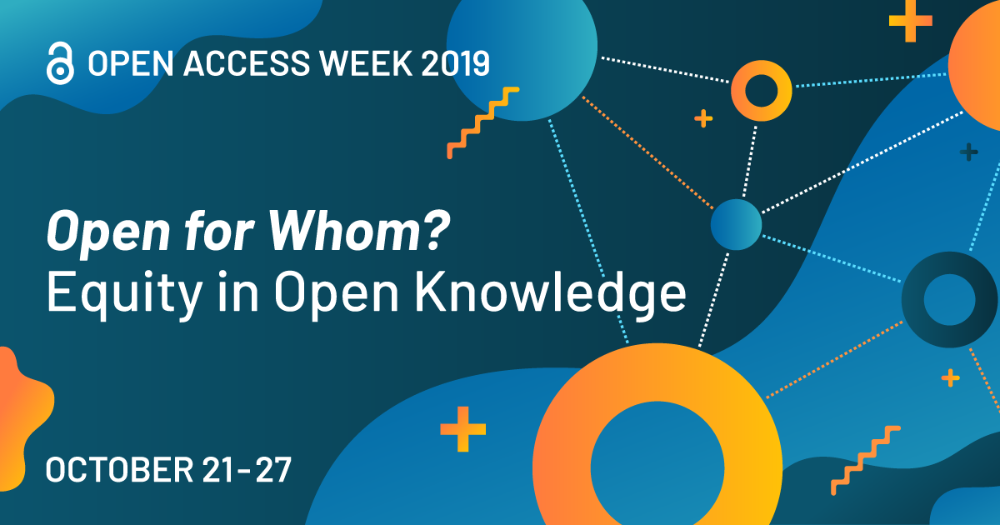 OPEN ACCESS WEEK 2019
Open for Whom?
Equity in Open Knowledge
OCTOBER 21-27